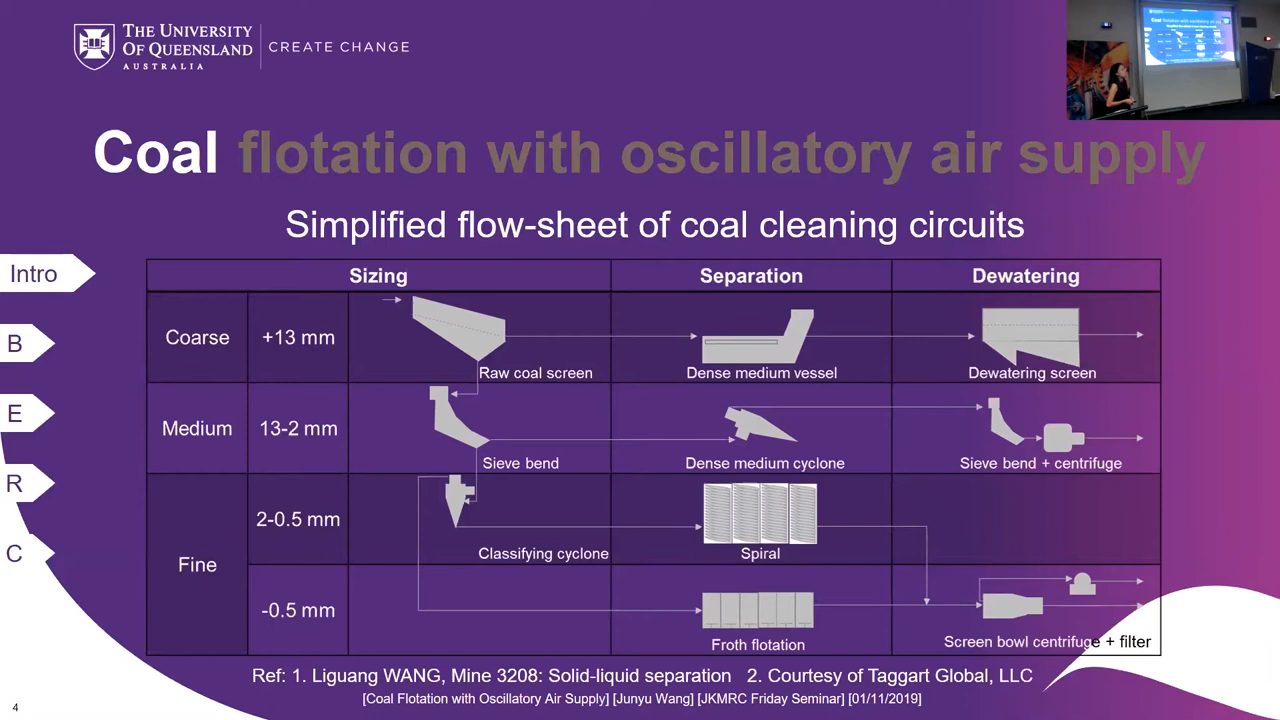 THE UNIVERSITY
OF QUEENSLAND
AUSTRALIA
CREATE CHANGE
Coal flotation with oscillatory air supply
Simplified flow-sheet of coal cleaning circuits
Intro
B
E
R
C
Sizing Separation Dewatering
Coarse +13 mm
Raw coal screen Dense medium vessel Dewatering screen
Medium 13-2 mm
Sieve bend Dense medium cyclone Sieve bend + centrifuge
Fine
2-0.5 mm
Classifying cyclone Spiral
-0.5 mm
Froth flotation Screen bowl centrifuge + filter
Ref: 1. Liguang WANG, Mine 3208: Solid-liquid separation 2. Courtesy of Taggart Global, LLC
[Coal Flotation with Oscillatory Air Supply] [Junyu Wang] [JKMRC Friday Seminar] [01/11/2019]
4